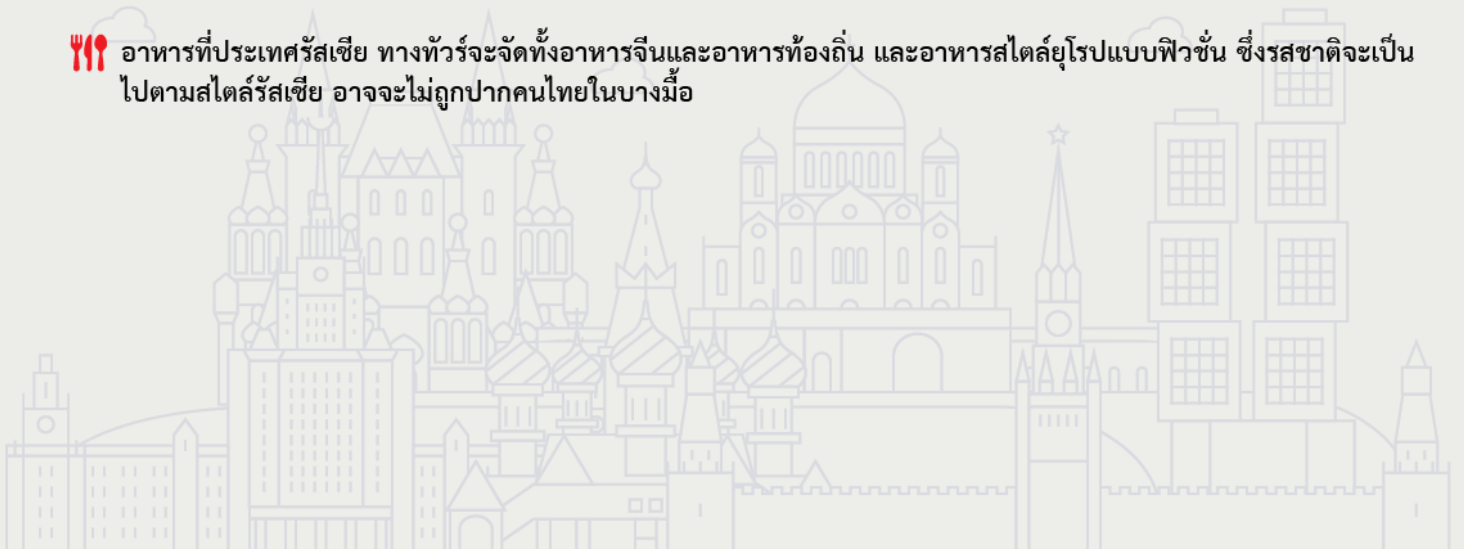 อาหารที่ประเทศรัสเซีย ทางทัวร์จะจัดทั้งอาหารจีนและอาหารท้องถิ่น และอาหารสไตล์ยุโรปแบบฟิวชั่น ซึ่งรสชาติจะเป็น
ไปตามสไตล์รัสเซีย อาจจะไม่ถูกปากคนไทยในบางมื้อ